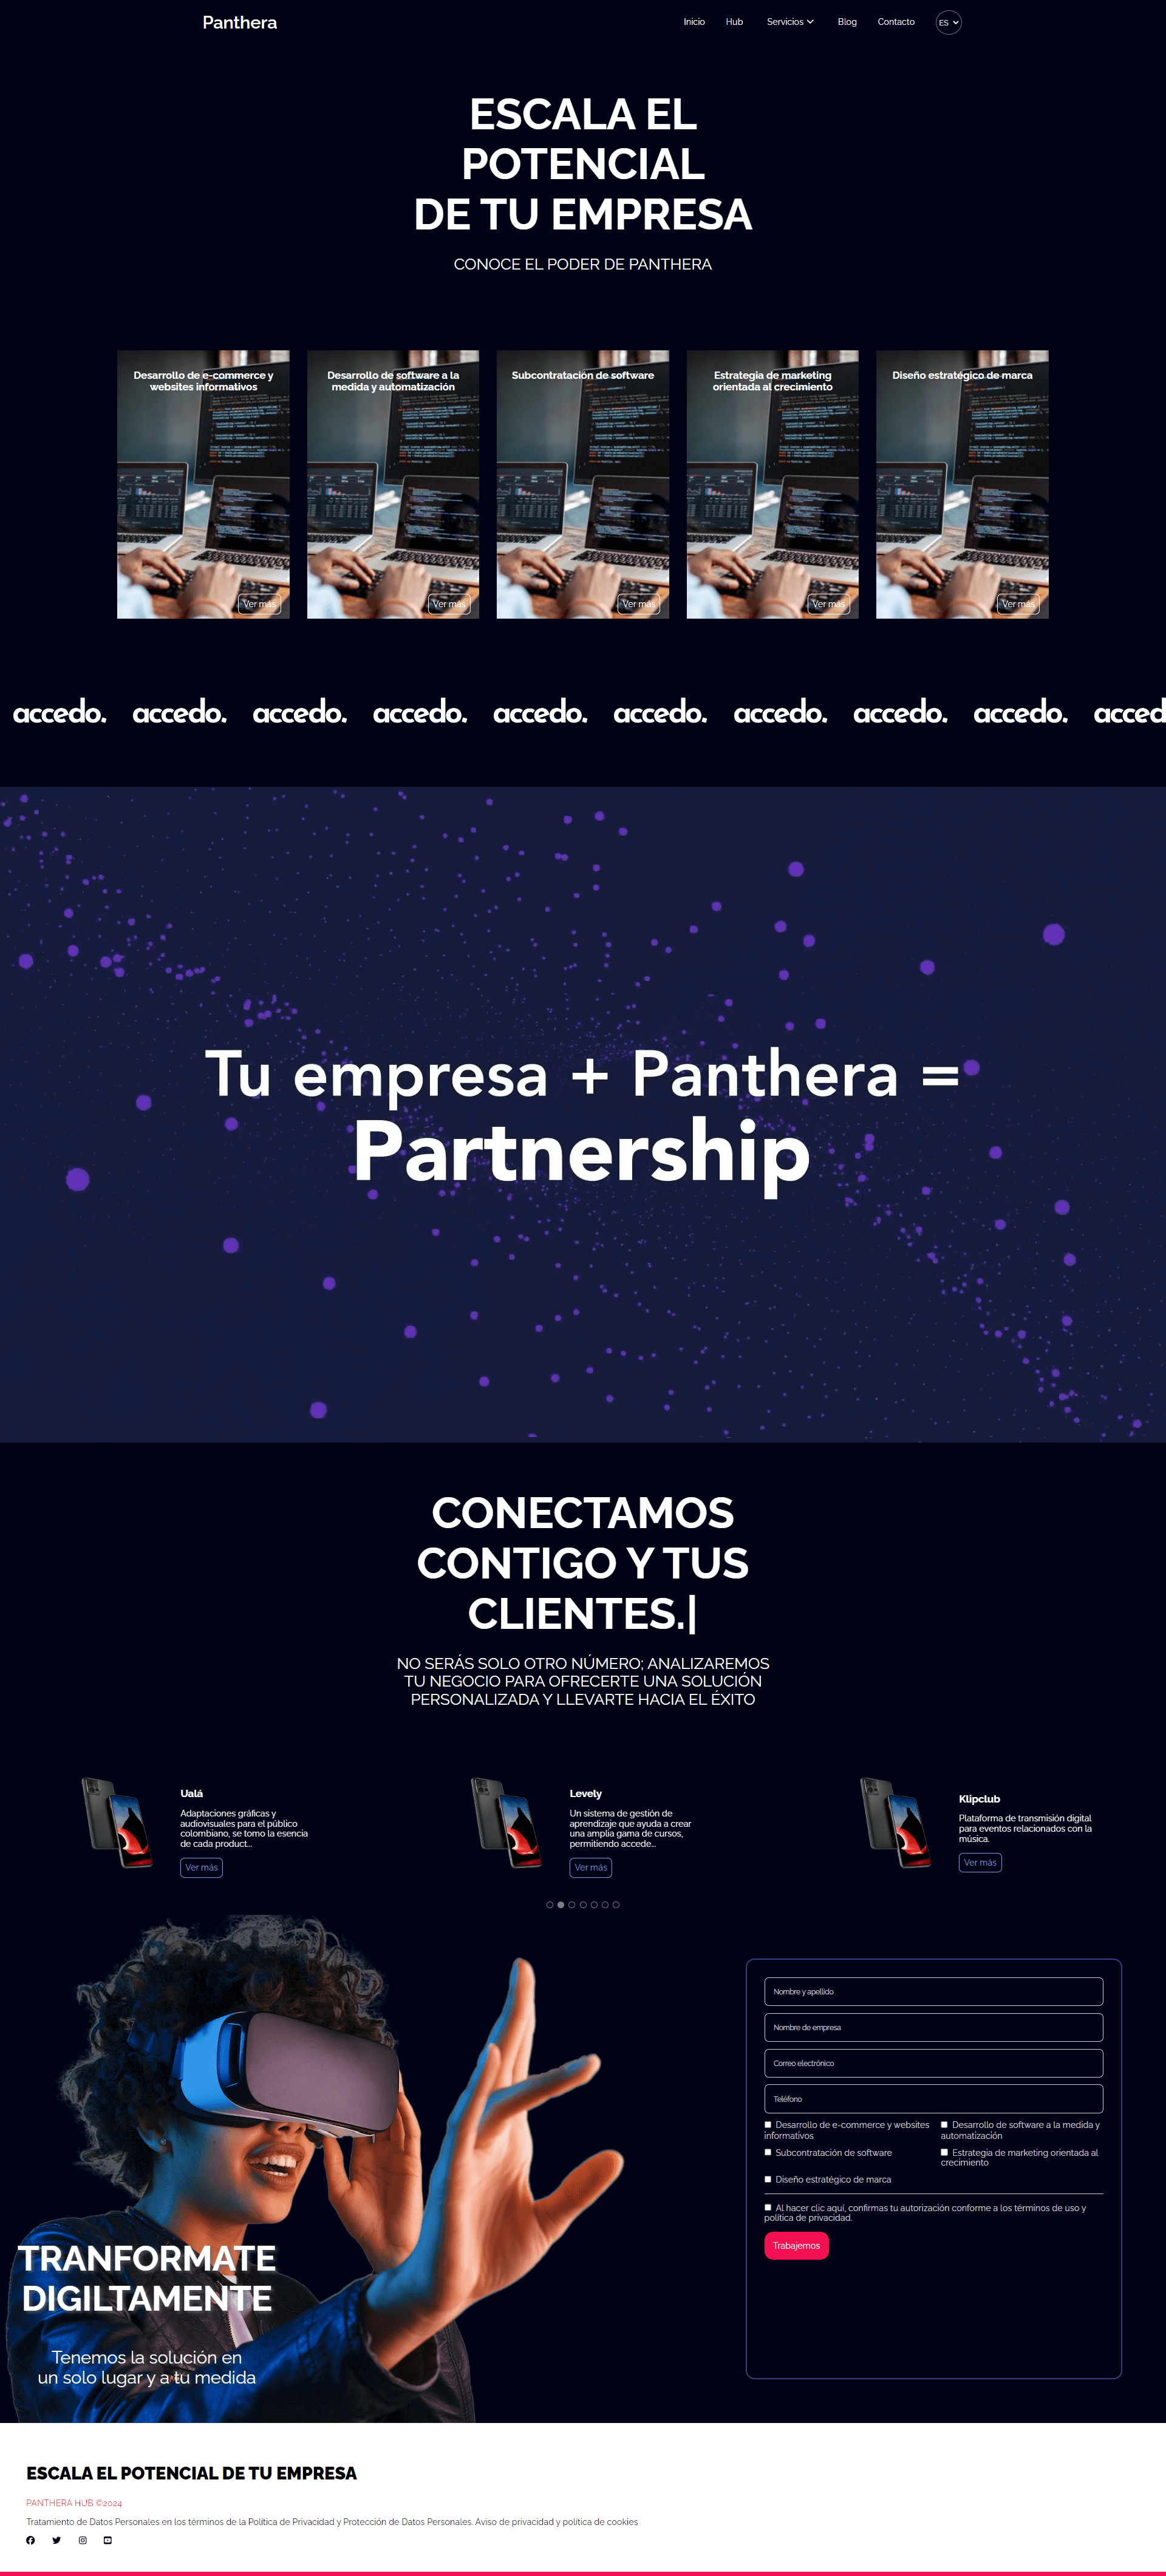 Panthera
Inicio
Hub
Servicios
Blog
Contacto
ES
ESCALA EL
POTENCIAL
DE TU EMPRESA
CONOCE EL PODER DE PANTHERA
Desarrollo de e-commerce y
websites informativos
Ver más
Desarrollo de software a la
medida y automatización
Ver más
Subcontratación de software
Ver más
Estrategia de marketing
orientada al crecimiento
Ver más
Diseño estratégico de marca
Ver más
accedo. accedo. accedo. accedo. accedo. accedo. accedo. accedo. accedo. acced
Tu empresa + Panthera =
Partnership
CONECTAMOS
CONTIGO Y TUS
CLIENTES.|
NO SERÁS SOLO OTRO NÚMERO; ANALIZAREMOS
TU NEGOCIO PARA OFRECERTE UNA SOLUCIÓN
PERSONALIZADA Y LLEVARTE HACIA EL ÉXITO
Ualá
Adaptaciones gráficas y
audiovisuales para el público
colombiano, se tomo la esencia
de cada product...
Ver más
Levely
Un sistema de gestión de
aprendizaje que ayuda a crear
una amplia gama de cursos,
permitiendo accede...
Ver más
Klipclub
Plataforma de transmisión digital
para eventos relacionados con la
música.
Ver más
TRANFORMATE
DIGILTAMENTE
Tenemos la solución en
un solo lugar y a tu medida
Nombre y apellido
Nombre de empresa
Correo electrónico
Teléfono
Desarrollo de e-commerce y websites
informativos
Desarrollo de software a la medida y
automatización
Subcontratación de software
Estrategia de marketing orientada al
crecimiento
Diseño estratégico de marca
Al hacer clic aquí, confirmas tu autorización conforme a los términos de uso y
política de privacidad.
Trabajemos
ESCALA EL POTENCIAL DE TU EMPRESA
PANTHERA HUB ©2024
Tratamiento de Datos Personales en los términos de la Política de Privacidad y Protección de Datos Personales. Aviso de privacidad y política de cookies